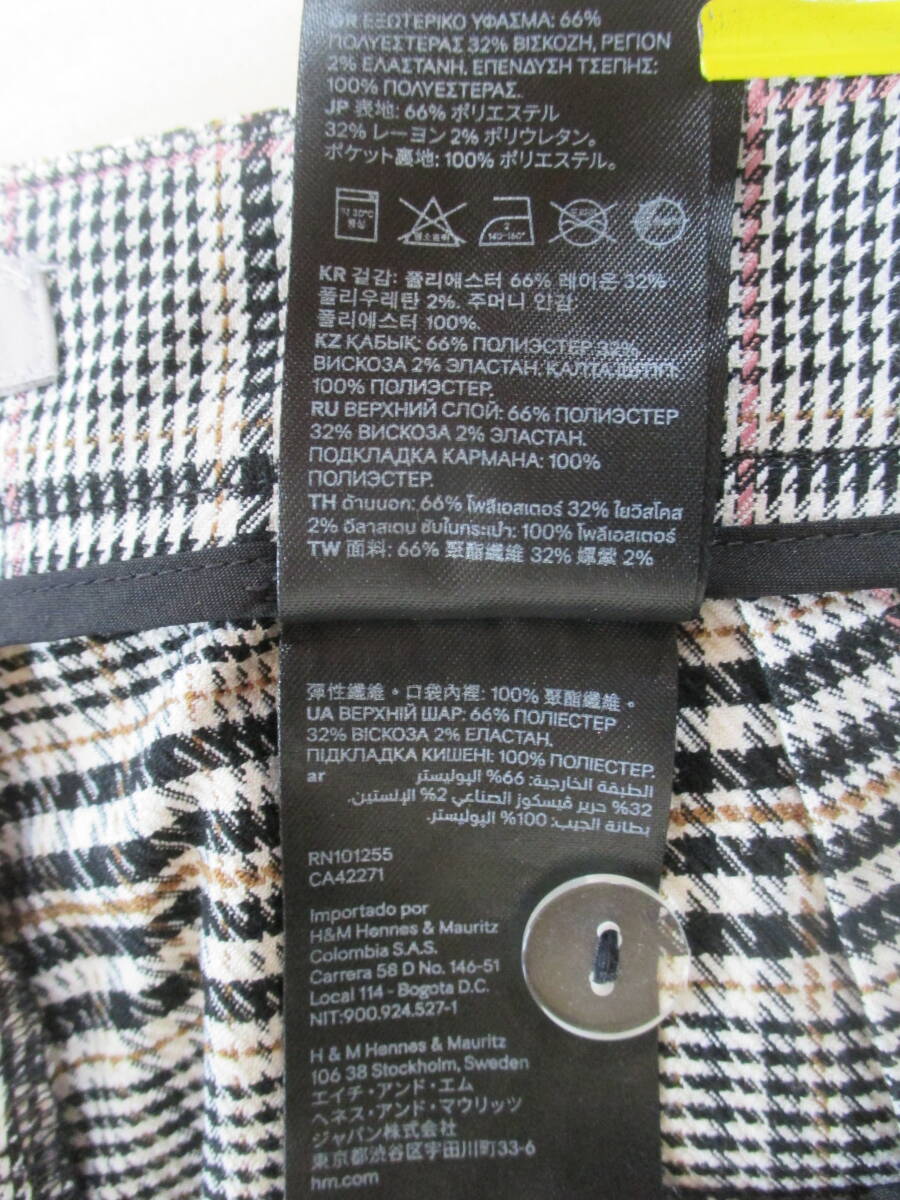 GR ΕΞΩΤΕΡΙΚΟ ΥΦΑΣΜΑ: 66%
ΠΟΛΥΕΣΤΕΡΑΣ 32% ΒΙΣΚΟΖΗ, ΡΕΓΙΟΝ
2% ΕΛΑΣΤΑΝΗ, ΕΠΕΝΔΥΣΗ ΤΣΕΠΗΣ:
100% ΠΟΛΥΕΣΤΕΡΑΣ.
JP 表地: 66% ポリエステル
32% レーヨン 2% ポリウレタン。
ポケット裏地: 100% ポリエステル。
30°C
140-160°
KR 겉감: 폴리에스터 66% 레이온 32%
폴리우레탄 2%. 주머니 안감
폴리에스터 100%.
KZ ҚАБЫҚ: 66% ПОЛИЭСТЕР 32%
ВИСКОЗА 2% ЭЛАСТАН. ҚАЛТА
100% ПОЛИЭСТЕР.
RU ВЕРХНИЙ СЛОЙ: 66% ПОЛИЭСТЕР
32% ВИСКОЗА 2% ЭЛАСТАН.
ПОДКЛАДКА КАРМАНА: 100%
ПОЛИЭСТЕР.
TH ด้านนอก: 66% โพลีเอสเตอร์ 32% ใยวิสโคส
2% อีลาสเตน ซับในกระเป๋า: 100% โพลีเอสเตอร์
TW 面料: 66% 聚酯纖維 32% 嫘縈 2%
彈性纖維。口袋內裡: 100% 聚酯纖維。
UA ВЕРХНІЙ ШАР: 66% ПОЛІЕСТЕР
32% ВІСКОЗА 2% ЕЛАСТАН.
ПІДКЛАДКА КИШЕНІ: 100% ПОЛІЕСТЕР.
ar الطبقة الخارجية: 66% البوليستر
32% حرير ڤيسكوز الصناعي 2% الإلستين.
بطانة الجيب: 100% البوليستر.
RN101255
CA42271
Importado por
H&M Hennes & Mauritz
Colombia S.A.S.
Carrera 58 D No. 146-51
Local 114 - Bogota D.C.
NIT:900.924.527-1
H & M Hennes & Mauritz
106 38 Stockholm, Sweden
エイチ・アンド・エム
ヘネス・アンド・マウリッツ
ジャパン株式会社
東京都渋谷区宇田川町33-6
hm.com